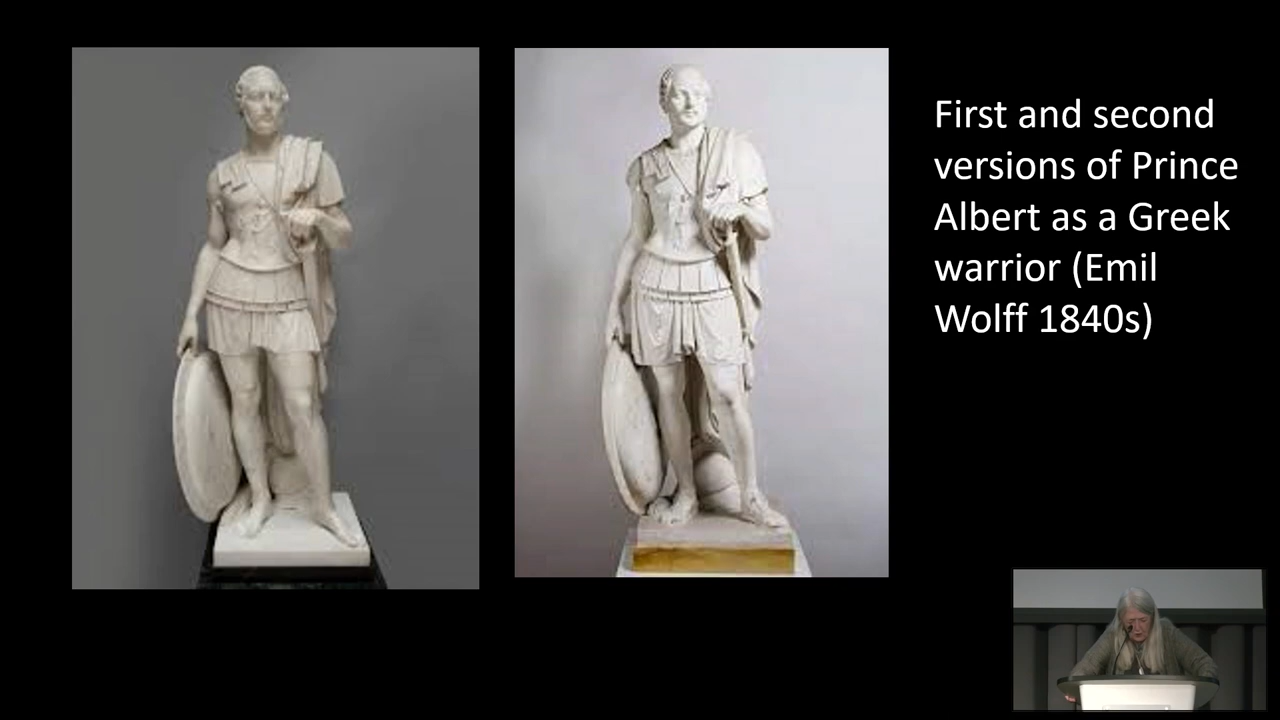 First and second
versions of Prince
Albert as a Greek
warrior (Emil
Wolff 1840s)